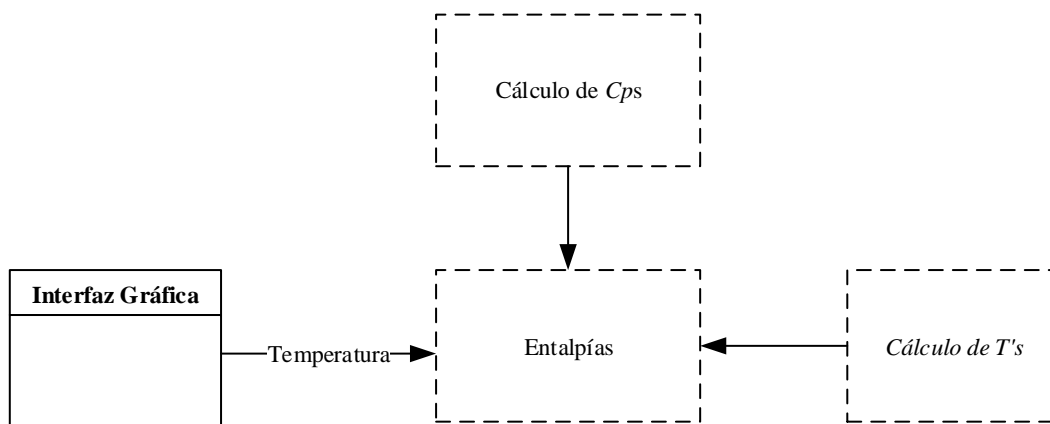 Cálculo de Cps
Interfaz Gráfica
Temperatura
Entalpías
Cálculo de T's